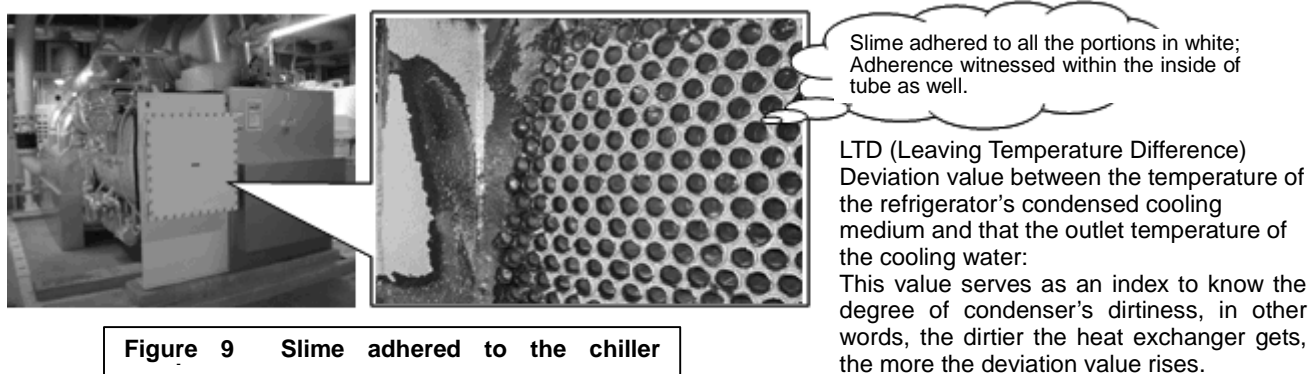 Slime adhered to all the portions in white;
Adherence witnessed within the inside of
tube as well.
LTD (Leaving Temperature Difference)
Deviation value between the temperature of
the refrigerator's condensed cooling
medium and that the outlet temperature of
the cooling water:
This value serves as an index to know the
degree of condenser's dirtiness, in other
words, the dirtier the heat exchanger gets,
the more the deviation value rises.
Figure 9 Slime adhered to the chiller